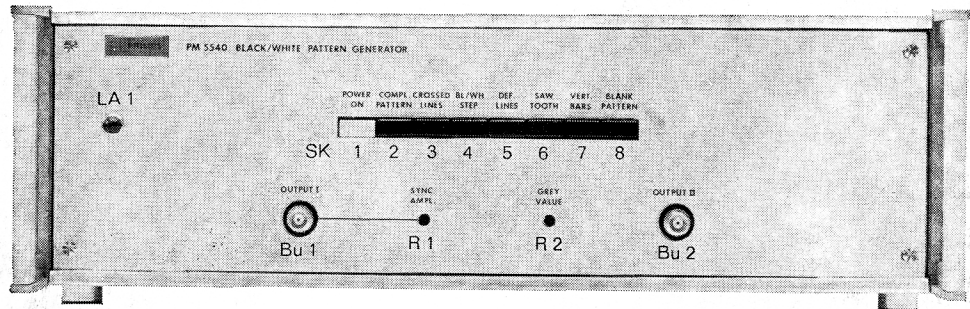 PM 5540 BLACK/WHITE PATTERN GENERATOR
LA 1
POWER ON
COMPL. PATTERN
CROSSED LINES
BL/WH STEP
DEF. LINES
SAW TOOTH
VERT. BARS
BLANK PATTERN
SK 1 2 3 4 5 6 7 8
OUTPUT I
SYNC AMPL.
GREY VALUE
OUTPUT II
Bu 1
R 1
R 2
Bu 2